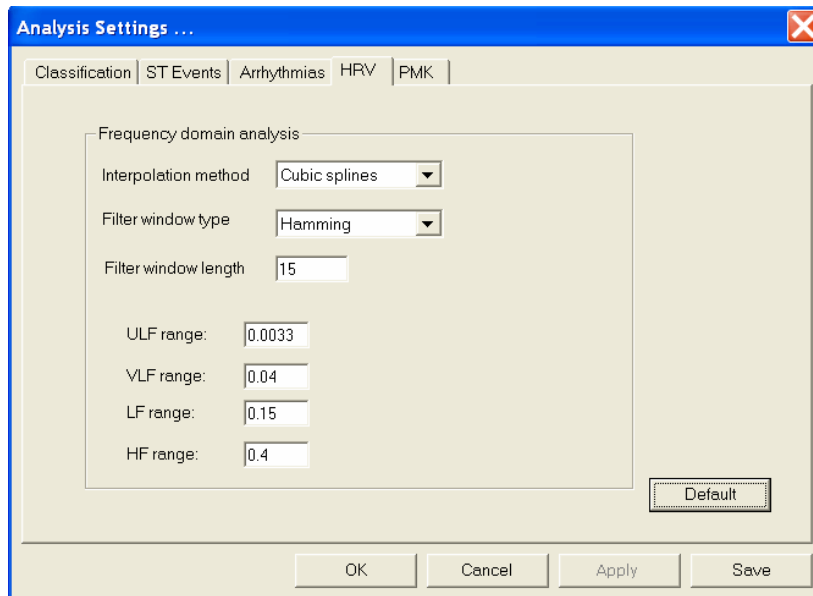 Analysis Settings ...
Classification ST Events Arrhythmias HRV PMK
Frequency domain analysis
Interpolation method Cubic splines
Filter window type Hamming
Filter window length 15
ULF range: 0.0033
VLF range: 0.04
LF range: 0.15
HF range: 0.4
Default
OK Cancel Apply Save